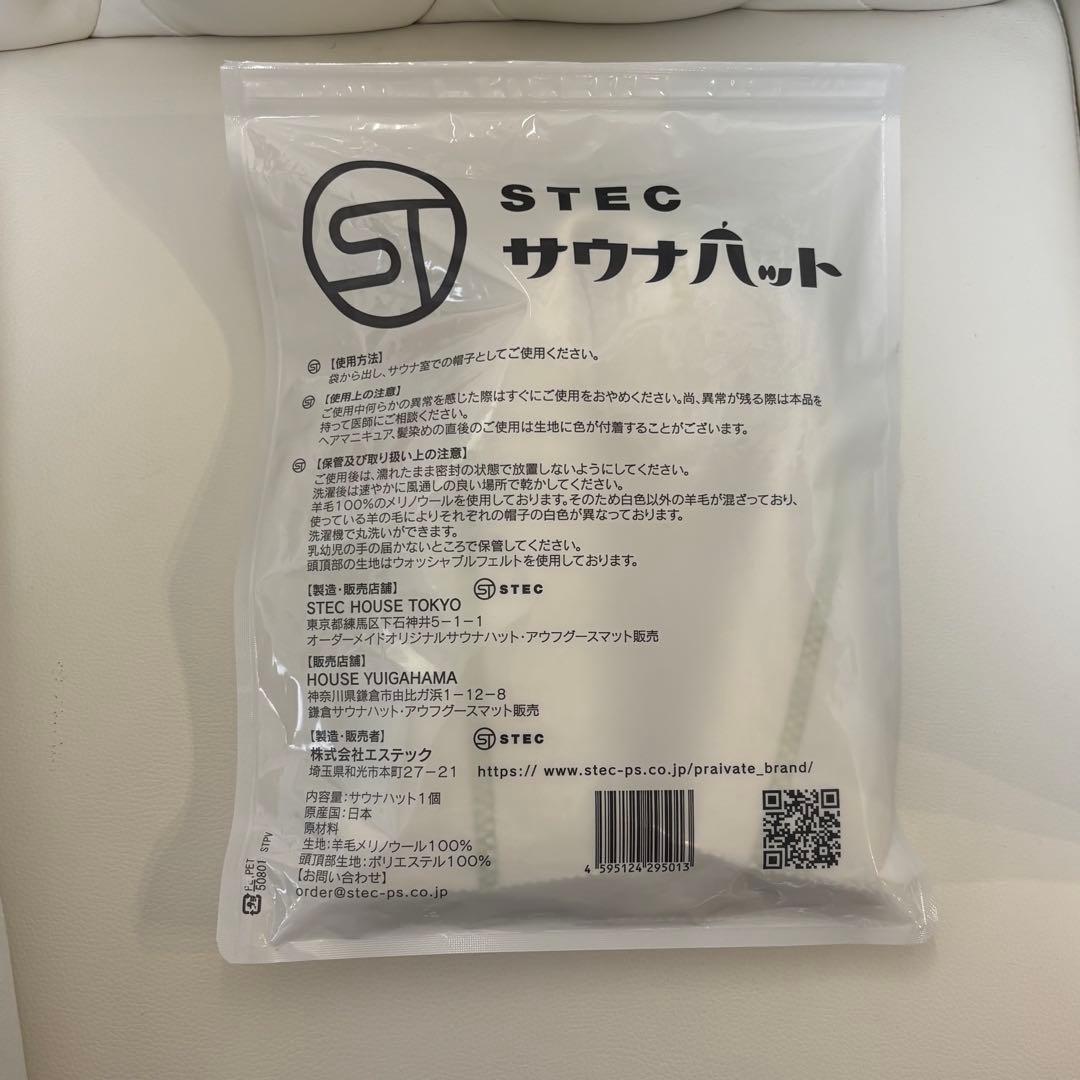 ST
STEC
サウナハット
ST 【使用方法】
袋から出し、サウナ室での帽子としてご使用ください。
ST 【使用上の注意】
ご使用中何らかの異常を感じた際はすぐにご使用をおやめください。尚、異常が残る際は本品を
持って医師にご相談ください。
ヘアマニキュア、髪染めの直後のご使用は生地に色が付着することがございます。
ST 【保管及び取り扱い上の注意】
ご使用後は、濡れたまま密封の状態で放置しないようにしてください。
洗濯後は速やかに風通しの良い場所で乾かしてください。
羊毛100%のメリノウールを使用しております。そのため白色以外の羊毛が混ざっており、
使っている羊の毛によりそれぞれの帽子の白色が異なっております。
洗濯機で丸洗いができます。
乳幼児の手の届かないところで保管してください。
頭頂部の生地はウォッシャブルフェルトを使用しております。
【製造・販売店舗】 ST STEC
STEC HOUSE TOKYO
東京都練馬区下石神井5-1-1
オーダーメイドオリジナルサウナハット・アウフグースマット販売
【販売店舗】
HOUSE YUIGAHAMA
神奈川県鎌倉市由比ガ浜1-12-8
鎌倉サウナハット・アウフグースマット販売
【製造・販売者】 ST STEC
株式会社エステック
埼玉県和光市本町27-21 https:// www.stec-ps.co.jp/praivate_brand/
内容量:サウナハット1個
原産国:日本
原材料
生地:羊毛メリノウール100%
頭頂部生地:ポリエステル100%
【お問い合わせ】
order@stec-ps.co.jp
4 595124 295013
PE, PET
50801 STPV